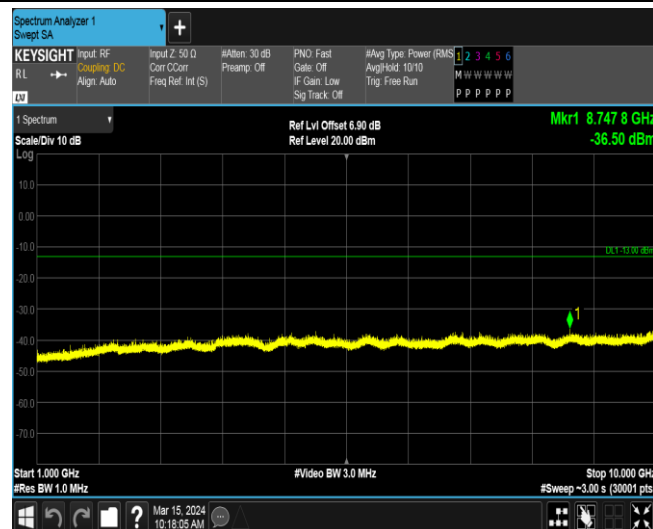 Spectrum Analyzer 1
Swept SA
+
KEYSIGHT
RL
LXI
Input: RF
Coupling: DC
Align: Auto
Input Z: 50 Ω
Corr CCorr
Freq Ref: Int (S)
#Atten: 30 dB
Preamp: Off
PNO: Fast
Gate: Off
IF Gain: Low
Sig Track: Off
#Avg Type: Power (RMS
Avg|Hold: 10/10
Trig: Free Run
1 2 3 4 5 6
M W W W W W
P P P P P P
1 Spectrum
Scale/Div 10 dB
Ref Lvl Offset 6.90 dB
Ref Level 20.00 dBm
Mkr1 8.747 8 GHz
-36.50 dBm
Log
10.0
0.00
-10.0
DL1 -13.00 dBm
-20.0
-30.0
1
-40.0
-50.0
-60.0
-70.0
Start 1.000 GHz
#Video BW 3.0 MHz
Stop 10.000 GHz
#Res BW 1.0 MHz
#Sweep ~3.00 s (30001 pts
?
Mar 15, 2024
10:18:05 AM